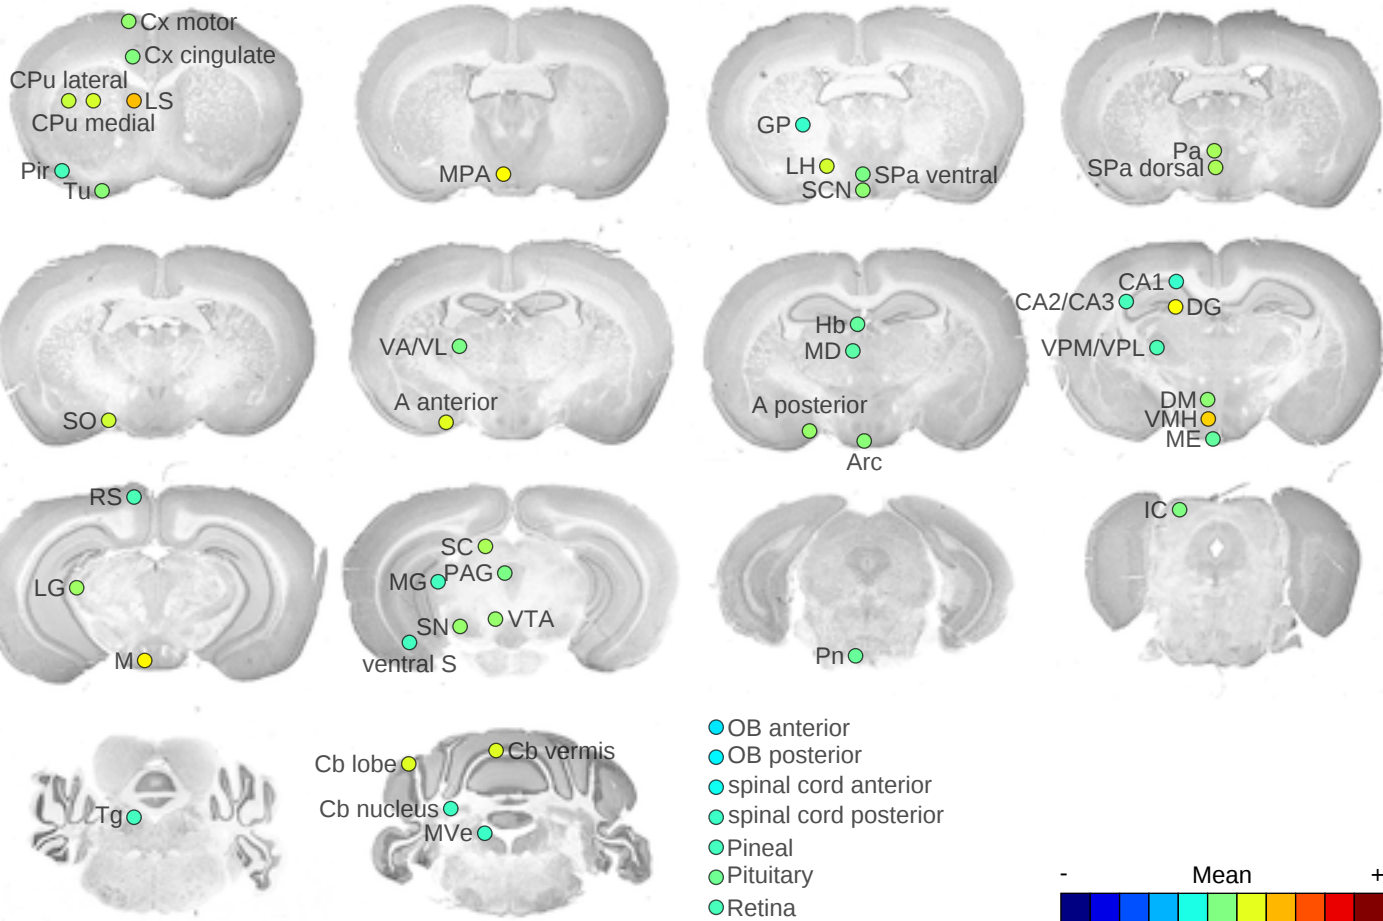 Cx motor
Cx cingulate
CPu lateral
LS
CPu medial
Pir
Tu
MPA
GP
LH
SPa ventral
SCN
Pa
SPa dorsal
SO
VA/VL
A anterior
Hb
MD
A posterior
Arc
CA1
CA2/CA3
DG
VPM/VPL
DM
VMH
ME
RS
LG
M
SC
MG
PAG
SN
VTA
ventral S
Pn
IC
Tg
Cb lobe
Cb vermis
Cb nucleus
MVe
OB anterior
OB posterior
spinal cord anterior
spinal cord posterior
Pineal
Pituitary
Retina
- Mean +